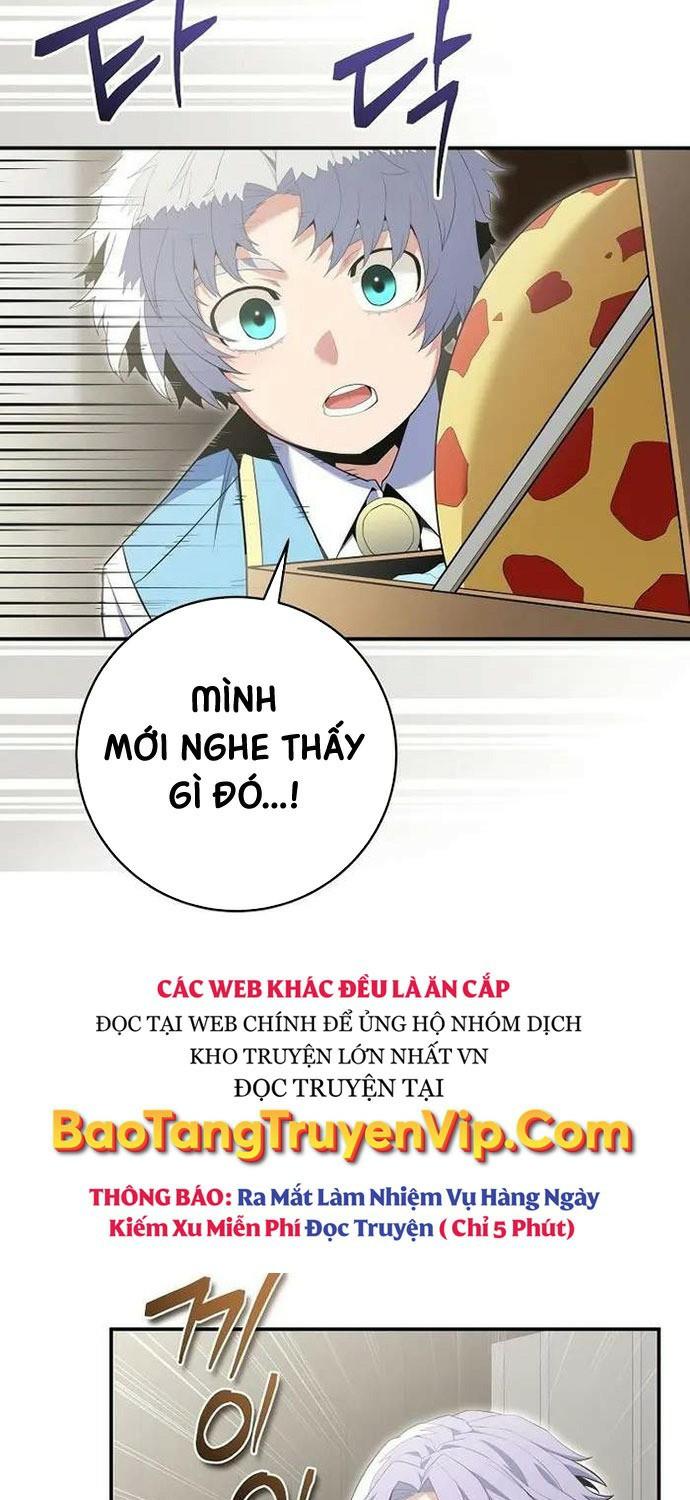 타닥
MÌNH
MỚI NGHE THẤY
GÌ ĐÓ...!
CÁC WEB KHÁC ĐỀU LÀ ĂN CẮP
ĐỌC TẠI WEB CHÍNH ĐỂ ỦNG HỘ NHÓM DỊCH
KHO TRUYỆN LỚN NHẤT VN
ĐỌC TRUYỆN TẠI
BaoTangTruyenVip.Com
THÔNG BÁO: Ra Mắt Làm Nhiệm Vụ Hàng Ngày
Kiếm Xu Miễn Phí Đọc Truyện ( Chỉ 5 Phút)
끼
이